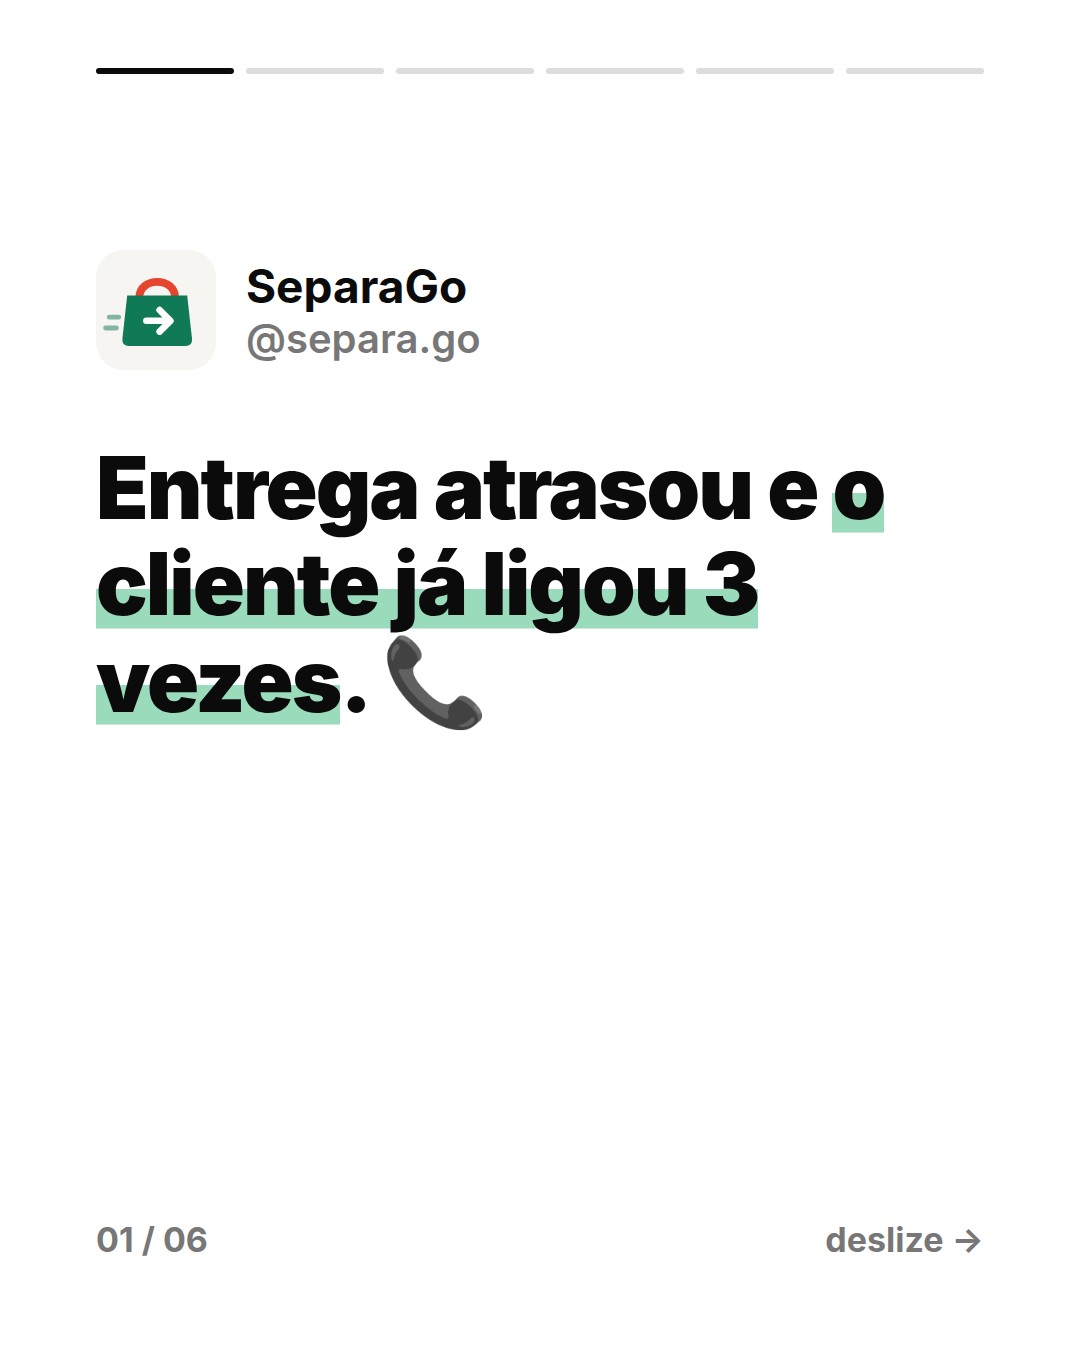 SeparaGo
@separa.go
Entrega atrasou e o
cliente já ligou 3
vezes. 📞
01 / 06
deslize →